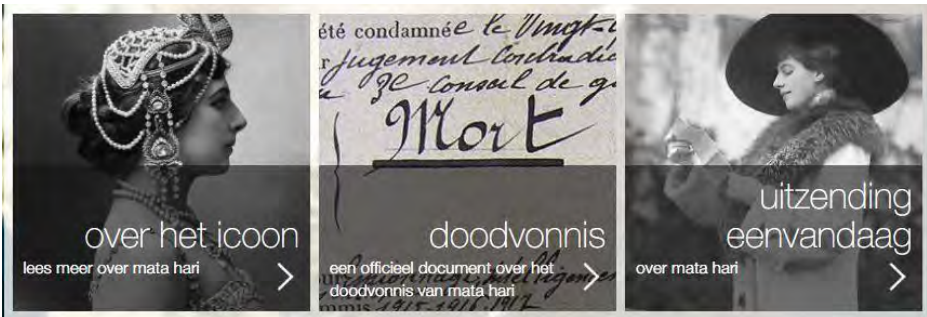 over het icoon
lees meer over mata hari
été condamnée le Vingt-
r jugement contradic
3e conseil de g
Mort
doodvonnis
een officieel document over het
doodvonnis van mata hari
uitzending
eenvandaag
over mata hari